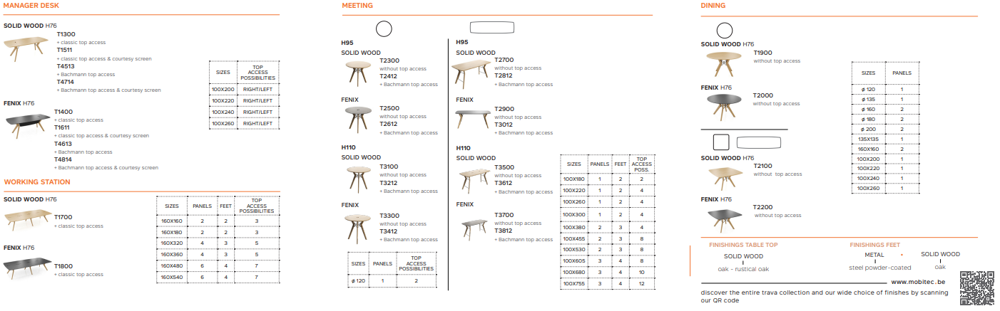 MANAGER DESK
SOLID WOOD H76
T1300
+ classic top access
T1511
+ classic top access & courtesy screen
T4513
+ Bachmann top access
T4714
+ Bachmann top access & courtesy screen
FENIX H76
T1400
+ classic top access
T1611
+ classic top access & courtesy screen
T4613
+ Bachmann top access
T4814
+ Bachmann top access & courtesy screen
SIZES TOP ACCESS POSSIBILITIES
100X200 RIGHT/LEFT
100X220 RIGHT/LEFT
100X240 RIGHT/LEFT
100X260 RIGHT/LEFT
WORKING STATION
SOLID WOOD H76
T1700
+ classic top access
FENIX H76
T1800
+ classic top access
SIZES PANELS FEET TOP ACCESS POSSIBILITIES
160X160 2 2 3
160X180 2 2 3
160X320 4 3 5
160X360 4 3 5
160X480 6 4 7
160X540 6 4 7
MEETING
H95
SOLID WOOD
T2300
without top access
T2412
+ Bachmann top access
FENIX
T2500
without top access
T2612
+ Bachmann top access
H110
SOLID WOOD
T3100
without top access
T3212
+ Bachmann top access
FENIX
T3300
without top access
T3412
+ Bachmann top access
SIZES PANELS TOP ACCESS POSSIBILITIES
ϕ 120 1 2
H95
SOLID WOOD
T2700
without top access
T2812
+ Bachmann top access
FENIX
T2900
without top access
T3012
+ Bachmann top access
H110
SOLID WOOD
T3500
without top access
T3612
+ Bachmann top access
FENIX
T3700
without top access
T3812
+ Bachmann top access
SIZES PANELS FEET TOP ACCESS POSS.
100X180 1 2 2
100X220 1 2 4
100X260 1 2 4
100X300 1 2 4
100X380 2 3 4
100X455 2 3 8
100X530 2 3 8
100X605 3 4 8
100X680 3 4 10
100X755 3 4 12
DINING
SOLID WOOD H76
T1900
without top access
FENIX H76
T2000
without top access
SOLID WOOD H76
T2100
without top access
FENIX H76
T2200
without top access
SIZES PANELS
ϕ 120 1
ϕ 135 1
ϕ 160 2
ϕ 180 2
ϕ 200 2
135X135 1
160X160 2
100X200 1
100X220 1
100X240 1
100X260 1
FINISHINGS TABLE TOP
SOLID WOOD
oak - rustical oak
FINISHINGS FEET
METAL
steel powder-coated
SOLID WOOD
oak
www.mobitec.be
discover the entire trava collection and our wide choice of finishes by scanning
our QR code